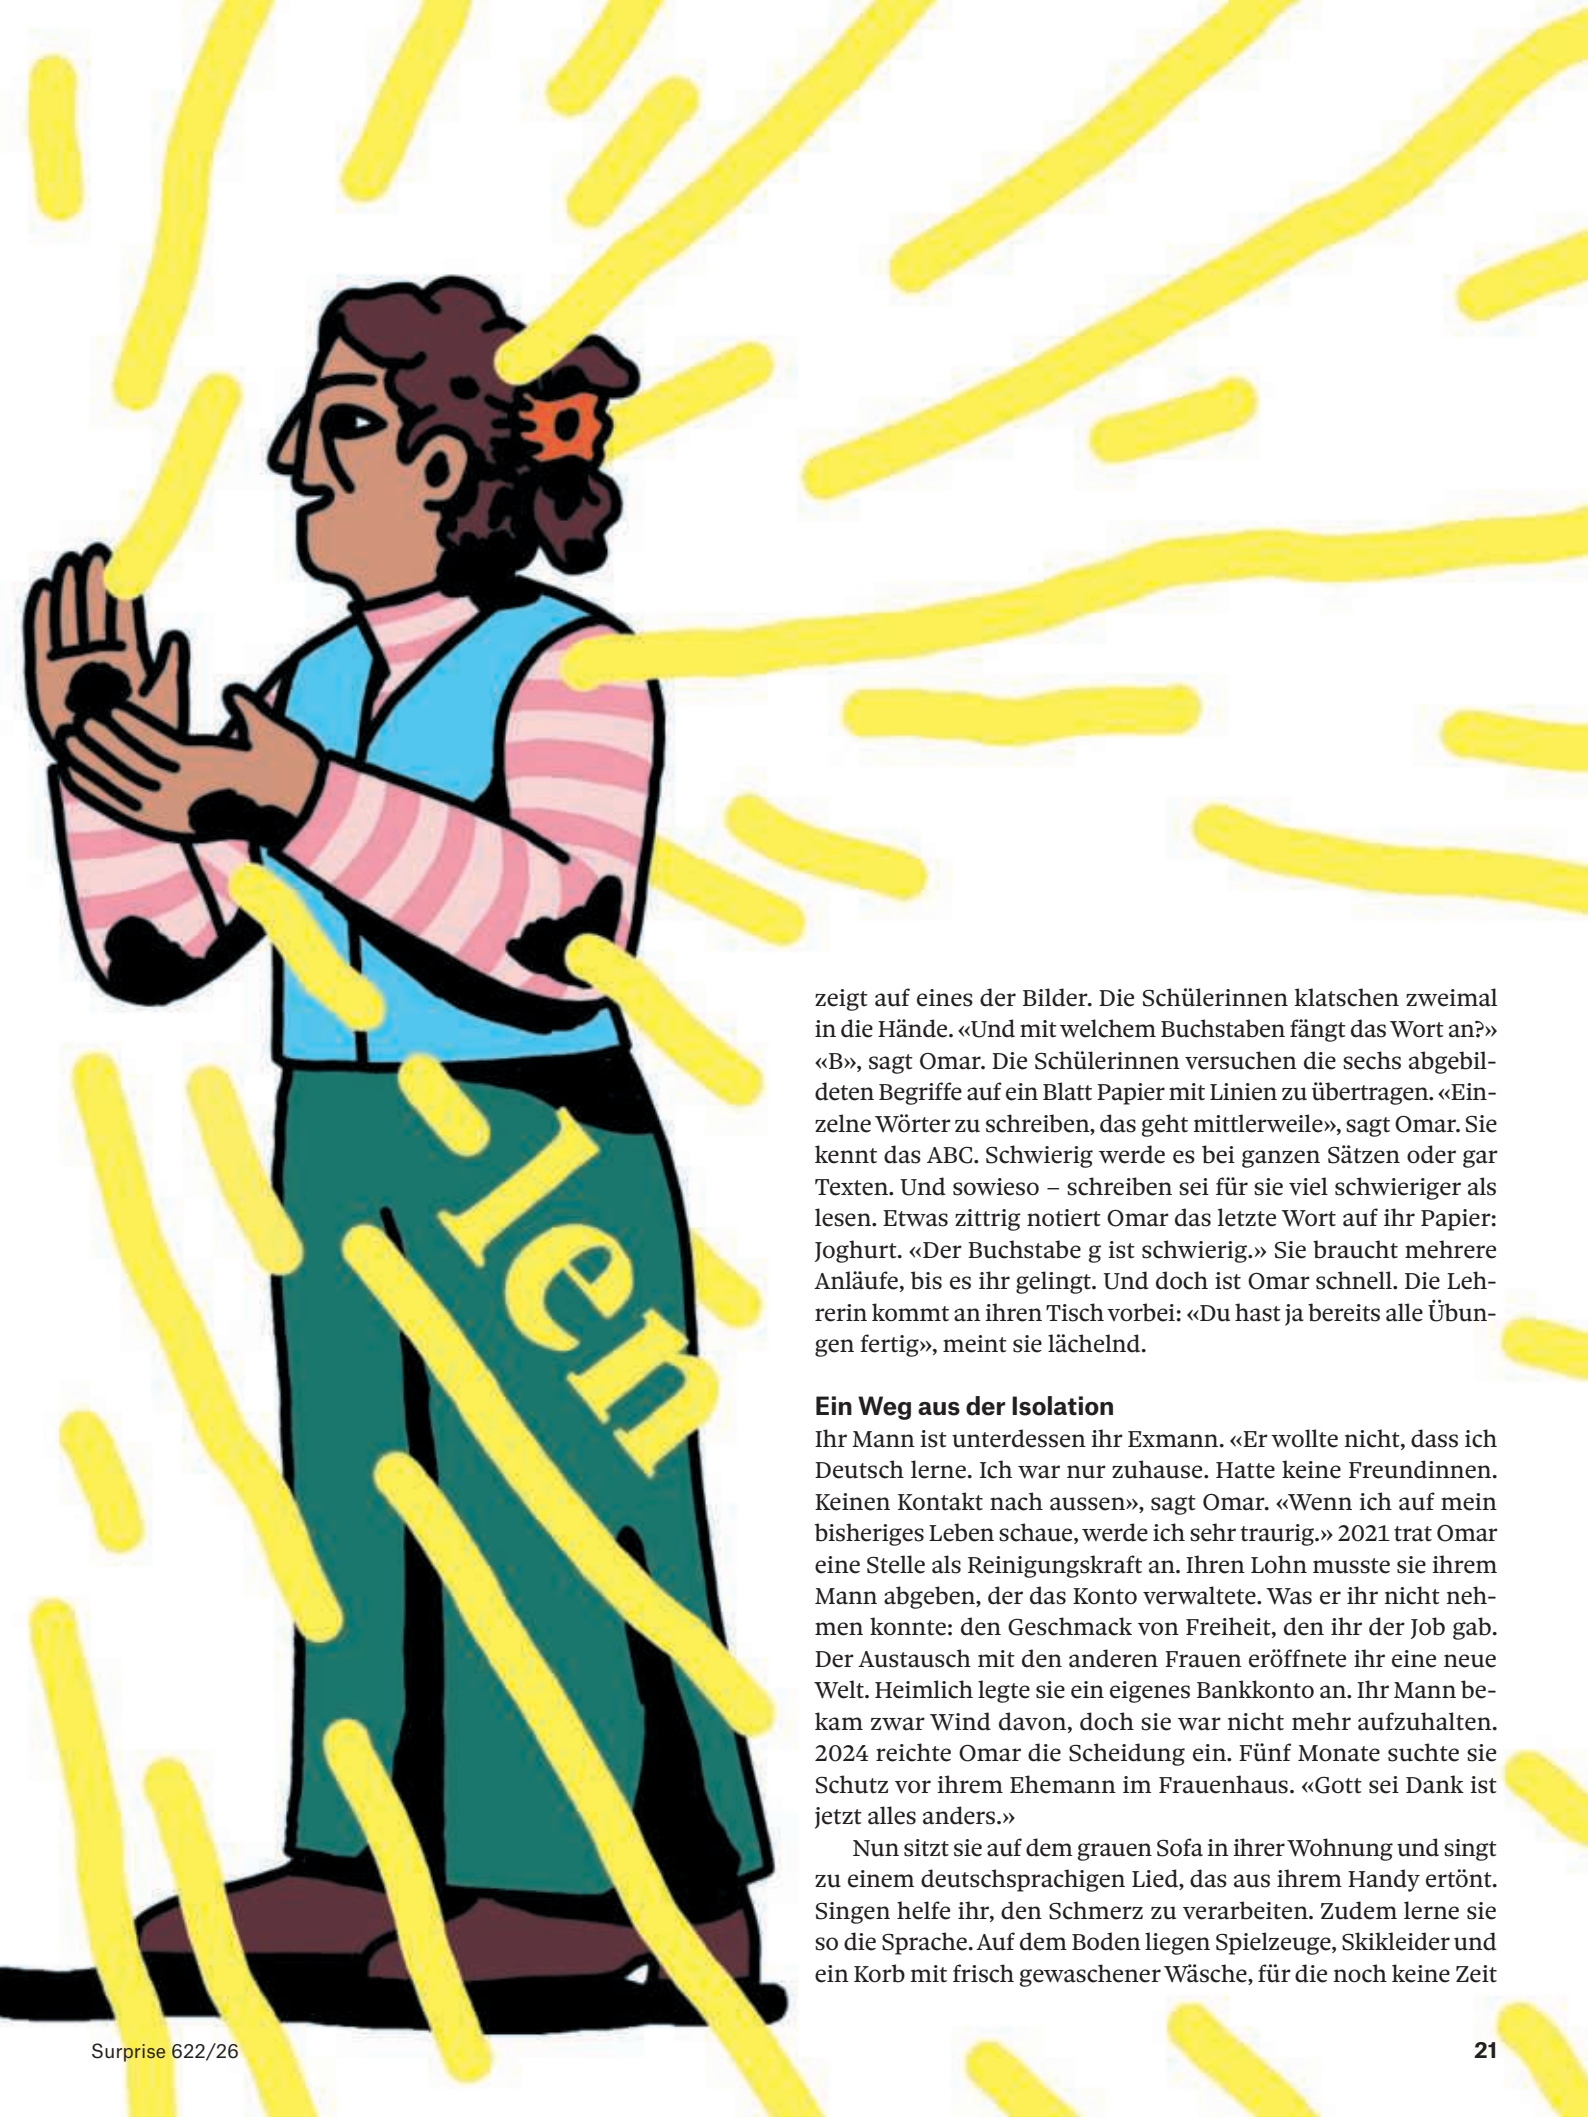 len
zeigt auf eines der Bilder. Die Schülerinnen klatschen zweimal
in die Hände. «Und mit welchem Buchstaben fängt das Wort an?»
«B», sagt Omar. Die Schülerinnen versuchen die sechs abgebil-
deten Begriffe auf ein Blatt Papier mit Linien zu übertragen. «Ein-
zelne Wörter zu schreiben, das geht mittlerweile», sagt Omar. Sie
kennt das ABC. Schwierig werde es bei ganzen Sätzen oder gar
Texten. Und sowieso – schreiben sei für sie viel schwieriger als
lesen. Etwas zittrig notiert Omar das letzte Wort auf ihr Papier:
Joghurt. «Der Buchstabe g ist schwierig.» Sie braucht mehrere
Anläufe, bis es ihr gelingt. Und doch ist Omar schnell. Die Leh-
rerin kommt an ihren Tisch vorbei: «Du hast ja bereits alle Übun-
gen fertig», meint sie lächelnd.
Ein Weg aus der Isolation
Ihr Mann ist unterdessen ihr Exmann. «Er wollte nicht, dass ich
Deutsch lerne. Ich war nur zuhause. Hatte keine Freundinnen.
Keinen Kontakt nach aussen», sagt Omar. «Wenn ich auf mein
bisheriges Leben schaue, werde ich sehr traurig.» 2021 trat Omar
eine Stelle als Reinigungskraft an. Ihren Lohn musste sie ihrem
Mann abgeben, der das Konto verwaltete. Was er ihr nicht neh-
men konnte: den Geschmack von Freiheit, den ihr der Job gab.
Der Austausch mit den anderen Frauen eröffnete ihr eine neue
Welt. Heimlich legte sie ein eigenes Bankkonto an. Ihr Mann be-
kam zwar Wind davon, doch sie war nicht mehr aufzuhalten.
2024 reichte Omar die Scheidung ein. Fünf Monate suchte sie
Schutz vor ihrem Ehemann im Frauenhaus. «Gott sei Dank ist
jetzt alles anders.»
Nun sitzt sie auf dem grauen Sofa in ihrer Wohnung und singt
zu einem deutschsprachigen Lied, das aus ihrem Handy ertönt.
Singen helfe ihr, den Schmerz zu verarbeiten. Zudem lerne sie
so die Sprache. Auf dem Boden liegen Spielzeuge, Skikleider und
ein Korb mit frisch gewaschener Wäsche, für die noch keine Zeit
Surprise 622/26
21